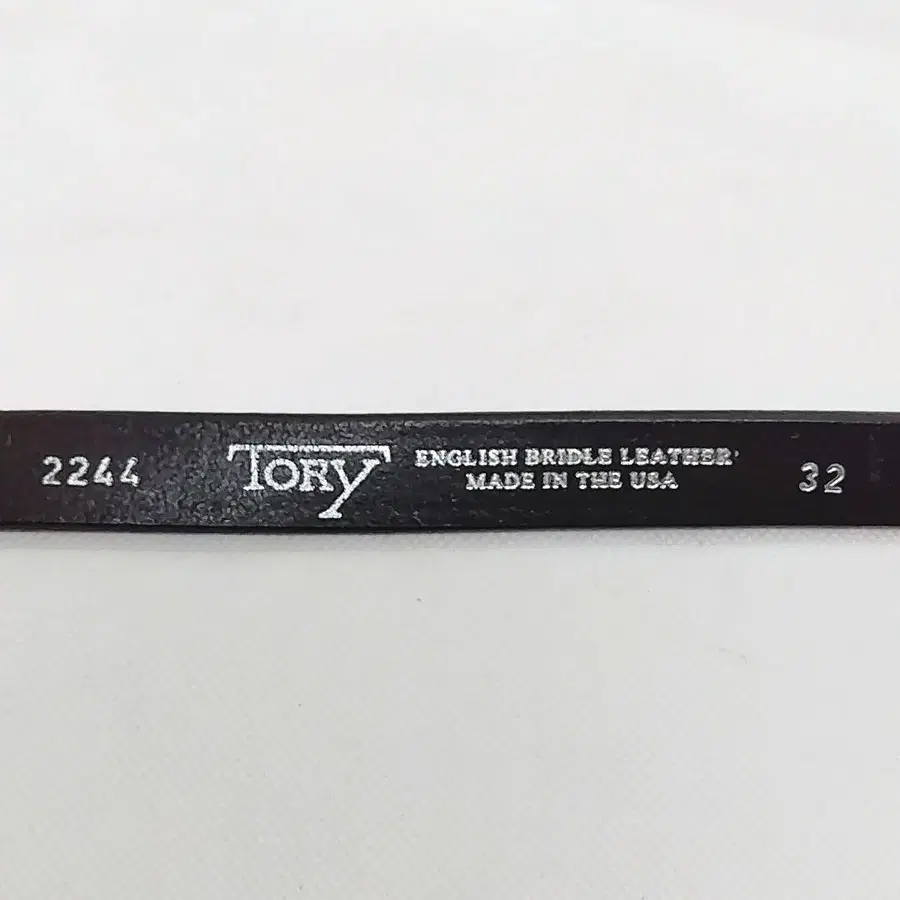 2244
TORY
ENGLISH BRIDLE LEATHER
MADE IN THE USA
32